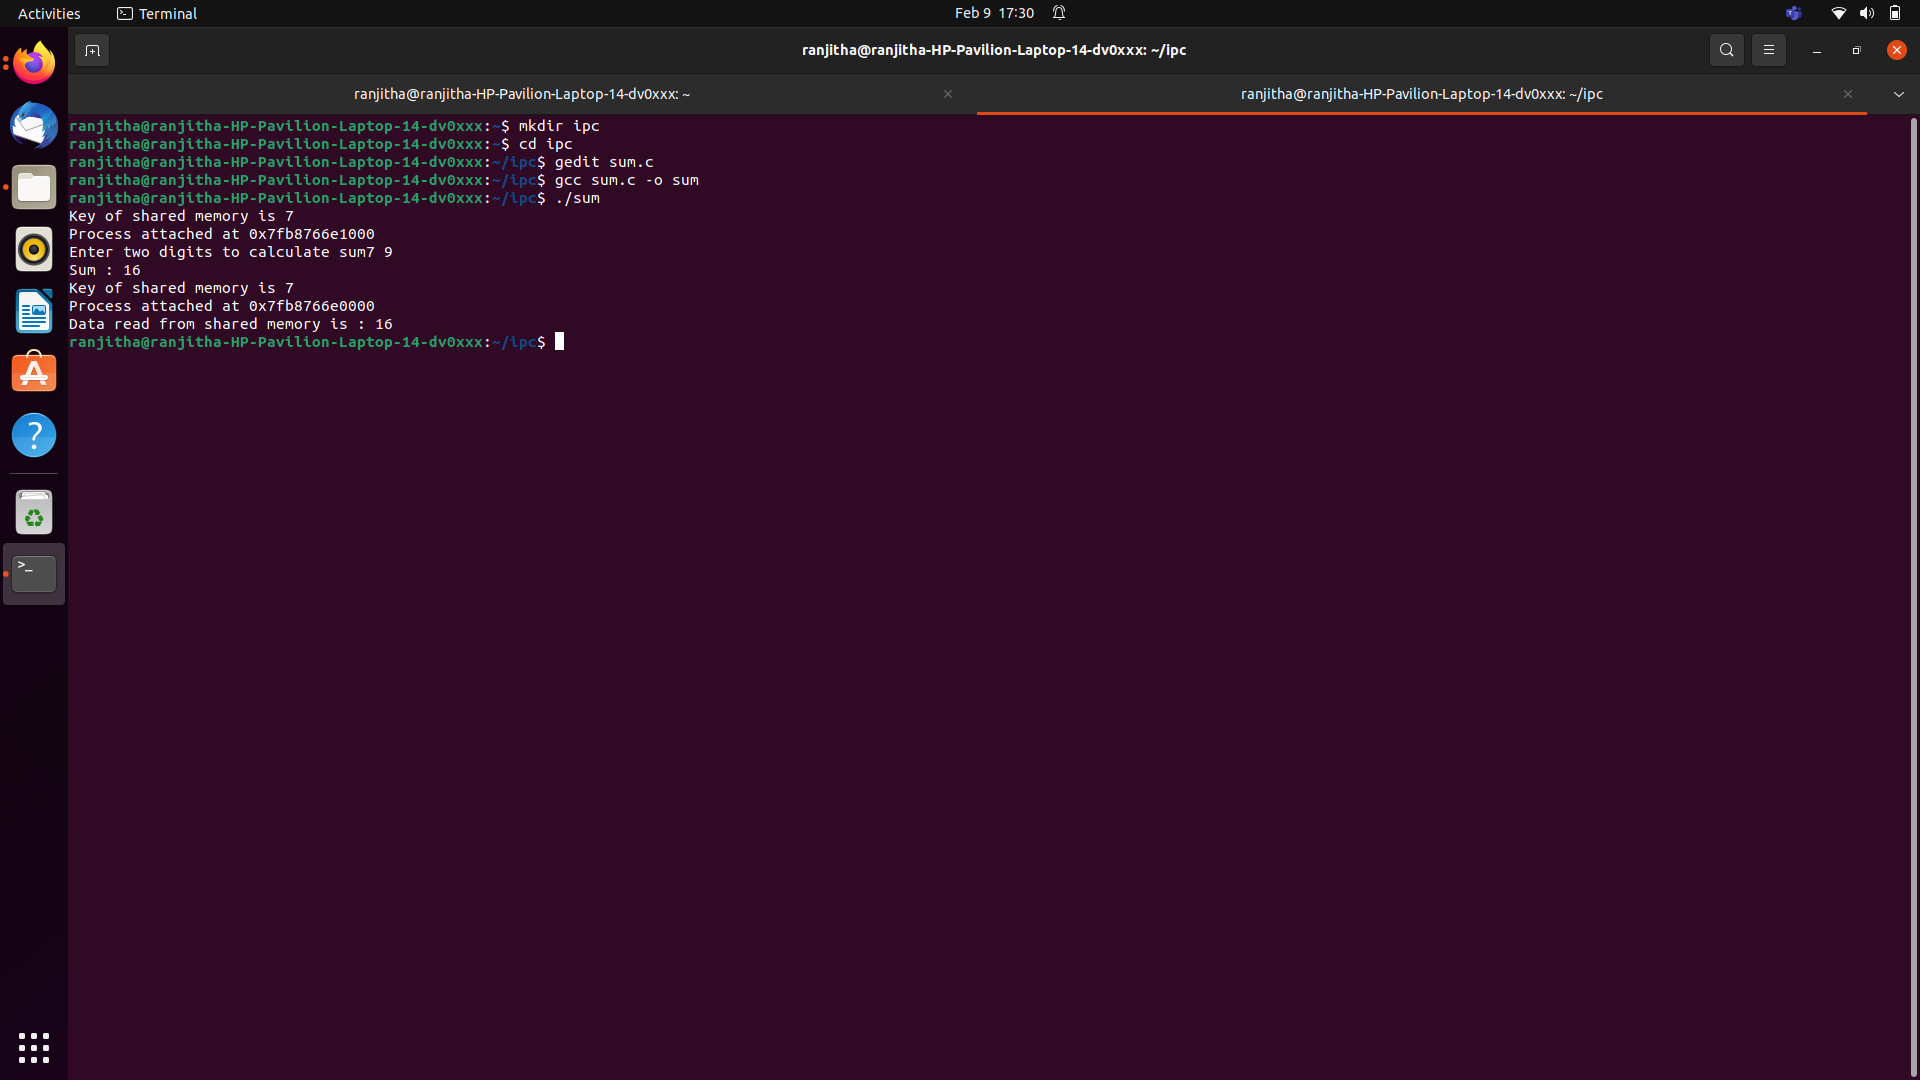 Activities
Terminal
Feb 9 17:30
ranjitha@ranjitha-HP-Pavilion-Laptop-14-dv0xxx: ~/ipc
ranjitha@ranjitha-HP-Pavilion-Laptop-14-dv0xxx: ~
ranjitha@ranjitha-HP-Pavilion-Laptop-14-dv0xxx: ~/ipc
ranjitha@ranjitha-HP-Pavilion-Laptop-14-dv0xxx:~$ mkdir ipc
ranjitha@ranjitha-HP-Pavilion-Laptop-14-dv0xxx:~$ cd ipc
ranjitha@ranjitha-HP-Pavilion-Laptop-14-dv0xxx:~/ipc$ gedit sum.c
ranjitha@ranjitha-HP-Pavilion-Laptop-14-dv0xxx:~/ipc$ gcc sum.c -o sum
ranjitha@ranjitha-HP-Pavilion-Laptop-14-dv0xxx:~/ipc$ ./sum
Key of shared memory is 7
Process attached at 0x7fb8766e1000
Enter two digits to calculate sum7 9
Sum : 16
Key of shared memory is 7
Process attached at 0x7fb8766e0000
Data read from shared memory is : 16
ranjitha@ranjitha-HP-Pavilion-Laptop-14-dv0xxx:~/ipc$